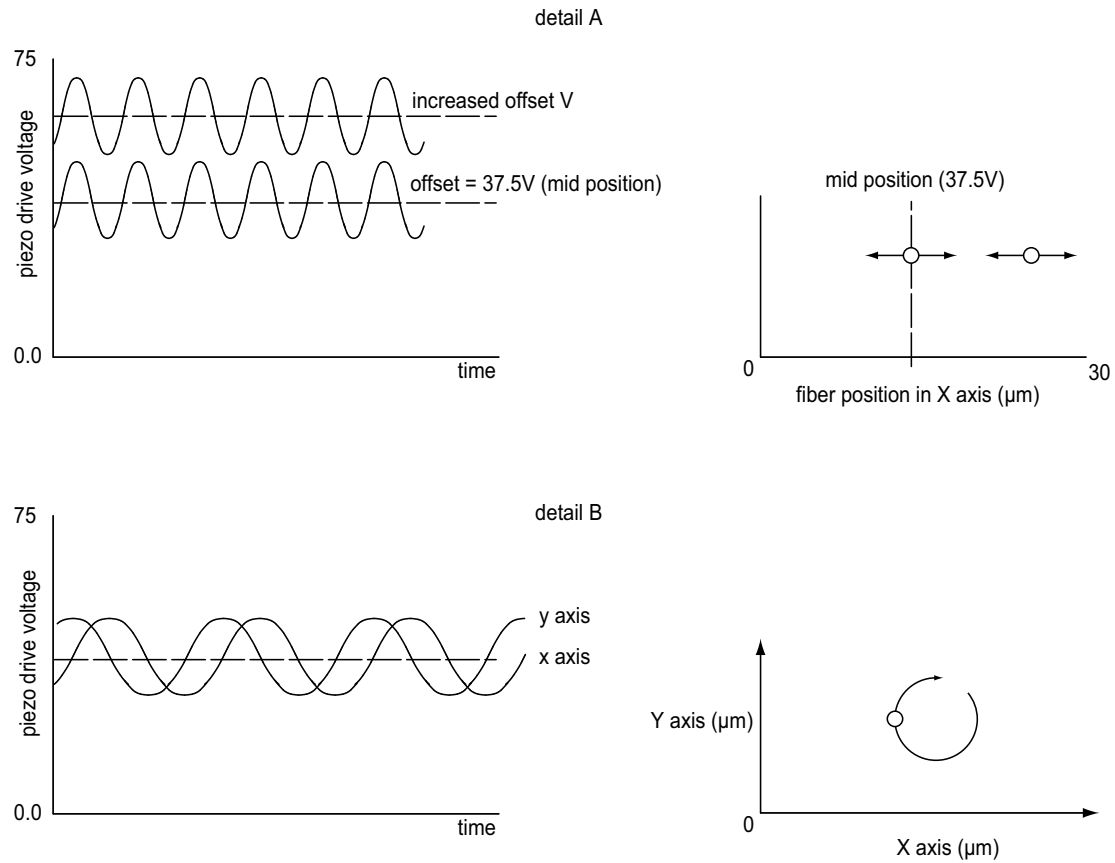 detail A
75
piezo drive voltage
increased offset V
offset = 37.5V (mid position)
0.0
time
mid position (37.5V)
0
30
fiber position in X axis (µm)
detail B
75
piezo drive voltage
y axis
x axis
0.0
time
Y axis (µm)
0
X axis (µm)